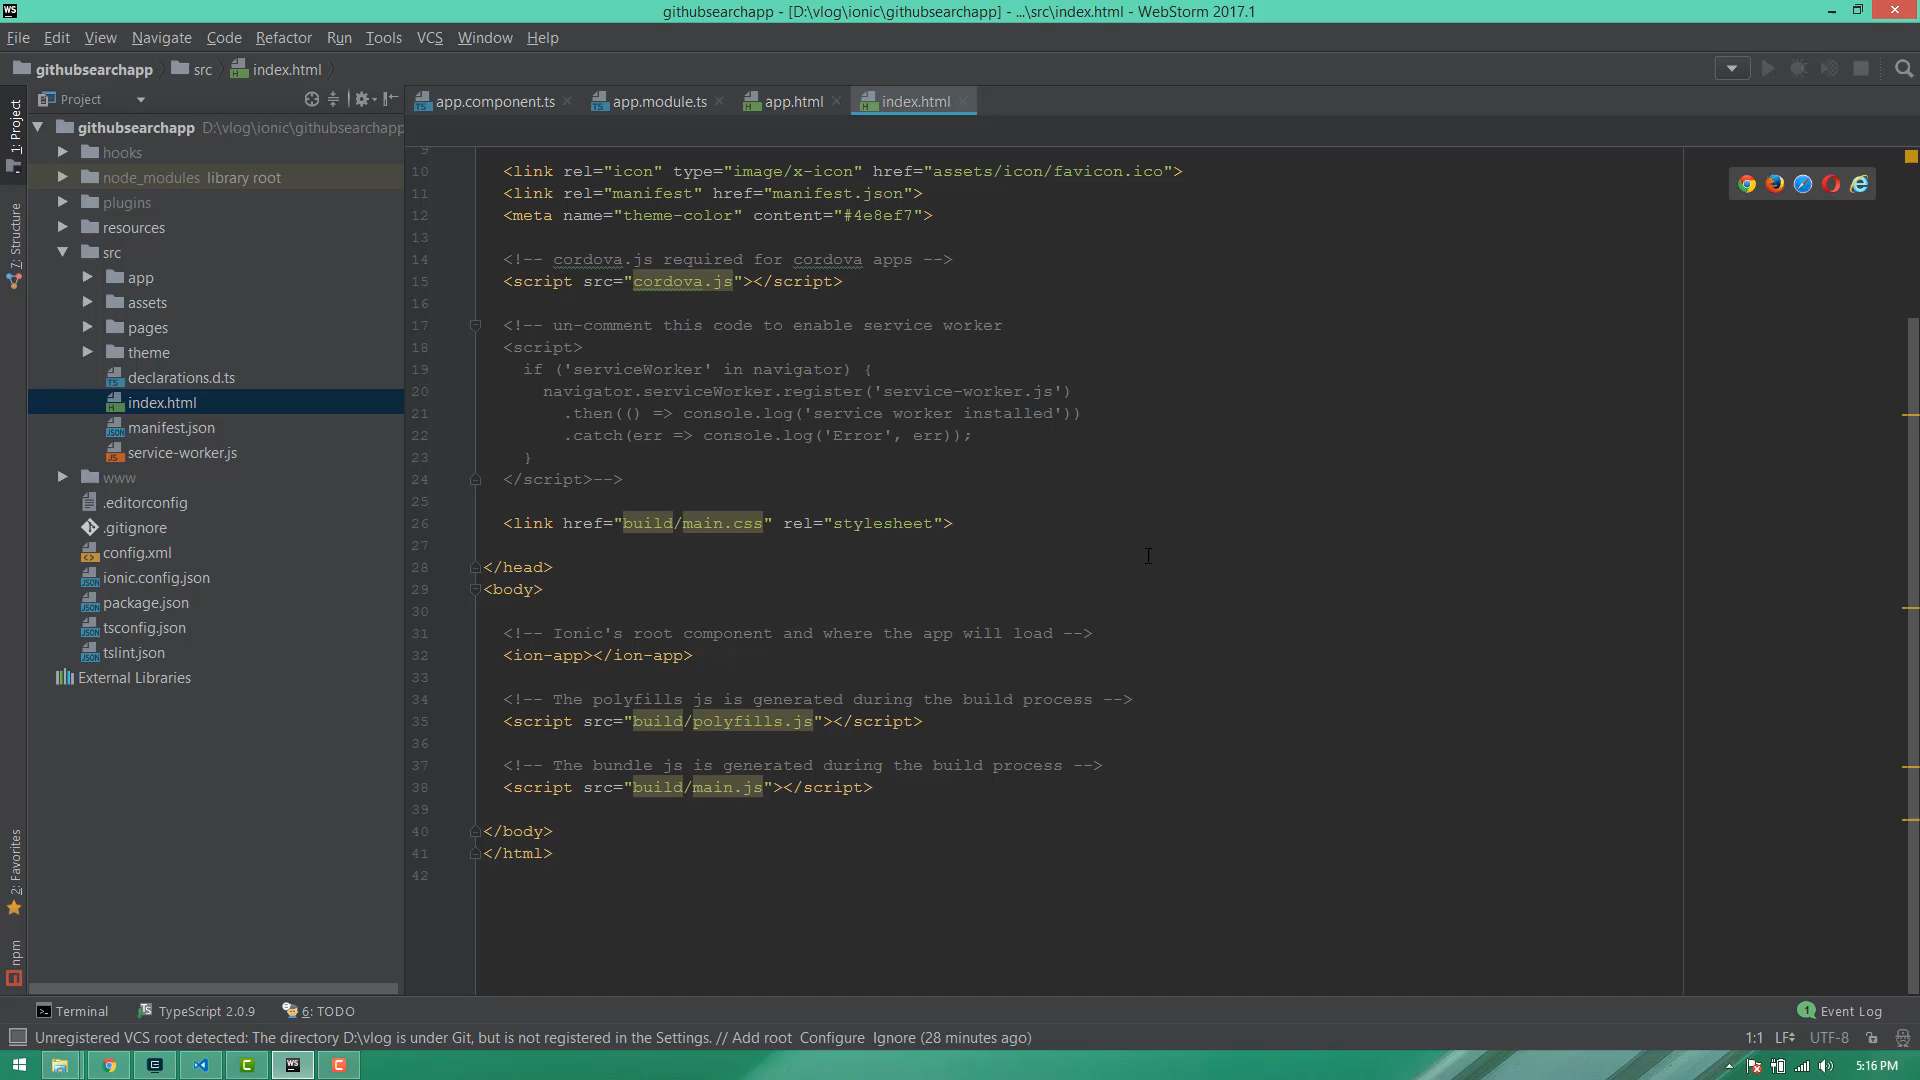 WS
githubsearchapp - [D:\vlog\ionic\githubsearchapp] - ...\src\index.html - WebStorm 2017.1
File Edit View Navigate Code Refactor Run Tools VCS Window Help
githubsearchapp src index.html
1: Project
7: Structure
2: Favorites
npm
Project
githubsearchapp D:\vlog\ionic\githubsearchapp
hooks
node_modules library root
plugins
resources
src
app
assets
pages
theme
declarations.d.ts
index.html
manifest.json
service-worker.js
www
.editorconfig
.gitignore
config.xml
ionic.config.json
package.json
tsconfig.json
tslint.json
External Libraries
app.component.ts app.module.ts app.html index.html
9
10 <link rel="icon" type="image/x-icon" href="assets/icon/favicon.ico">
11 <link rel="manifest" href="manifest.json">
12 <meta name="theme-color" content="#4e8ef7">
13
14 <!-- cordova.js required for cordova apps -->
15 <script src="cordova.js"></script>
16
17 <!-- un-comment this code to enable service worker
18 <script>
19 if ('serviceWorker' in navigator) {
20 navigator.serviceWorker.register('service-worker.js')
21 .then(() => console.log('service worker installed'))
22 .catch(err => console.log('Error', err));
23 }
24 </script>-->
25
26 <link href="build/main.css" rel="stylesheet">
27
28 </head>
29 <body>
30
31 <!-- Ionic's root component and where the app will load -->
32 <ion-app></ion-app>
33
34 <!-- The polyfills js is generated during the build process -->
35 <script src="build/polyfills.js"></script>
36
37 <!-- The bundle js is generated during the build process -->
38 <script src="build/main.js"></script>
39
40 </body>
41 </html>
42
Terminal TypeScript 2.0.9 6: TODO 1 Event Log
Unregistered VCS root detected: The directory D:\vlog is under Git, but is not registered in the Settings. // Add root Configure Ignore (28 minutes ago) 1:1 LF UTF-8
WS 5:16 PM